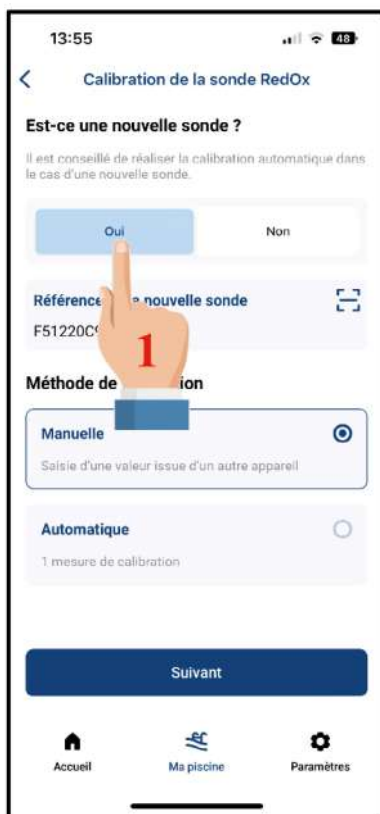 13:55
48
Calibration de la sonde RedOx
Est-ce une nouvelle sonde ?
Il est conseillé de réaliser la calibration automatique dans
le cas d'une nouvelle sonde.
Oui
Non
Référence nouvelle sonde
F51220C
1
Méthode de ion
Manuelle
Saisie d'une valeur issue d'un autre appareil
Automatique
1 mesure de calibration
Suivant
Accueil
Ma piscine
Paramètres